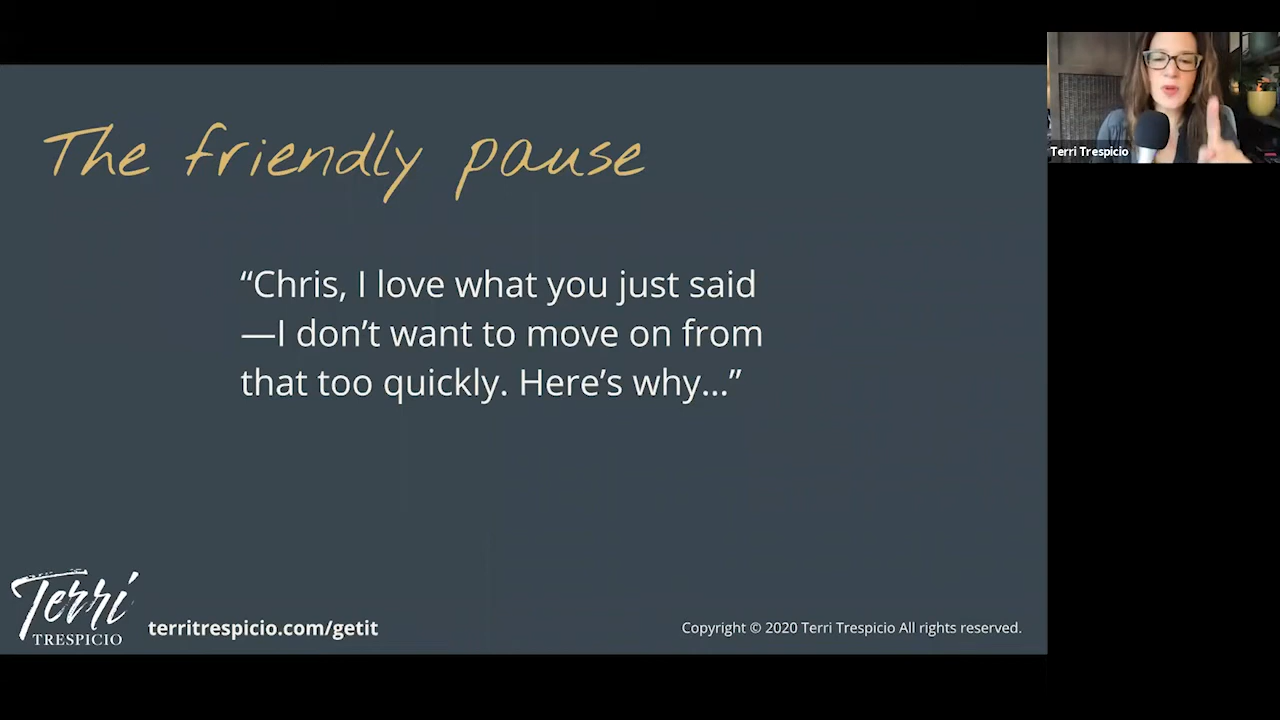 The friendly pause
“Chris, I love what you just said
—I don’t want to move on from
that too quickly. Here’s why...”
Terri
TRESPICIO
territrespicio.com/getit
Copyright © 2020 Terri Trespicio All rights reserved.
Terri Trespicio